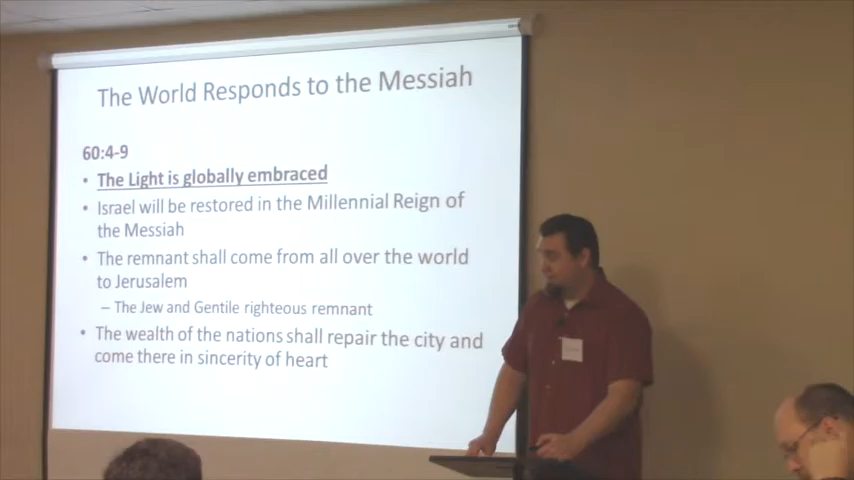 The World Responds to the Messiah
60:4-9
• The Light is globally embraced
• Israel will be restored in the Millennial Reign of
the Messiah
• The remnant shall come from all over the world
to Jerusalem
– The Jew and Gentile righteous remnant
• The wealth of the nations shall repair the city and
come there in sincerity of heart